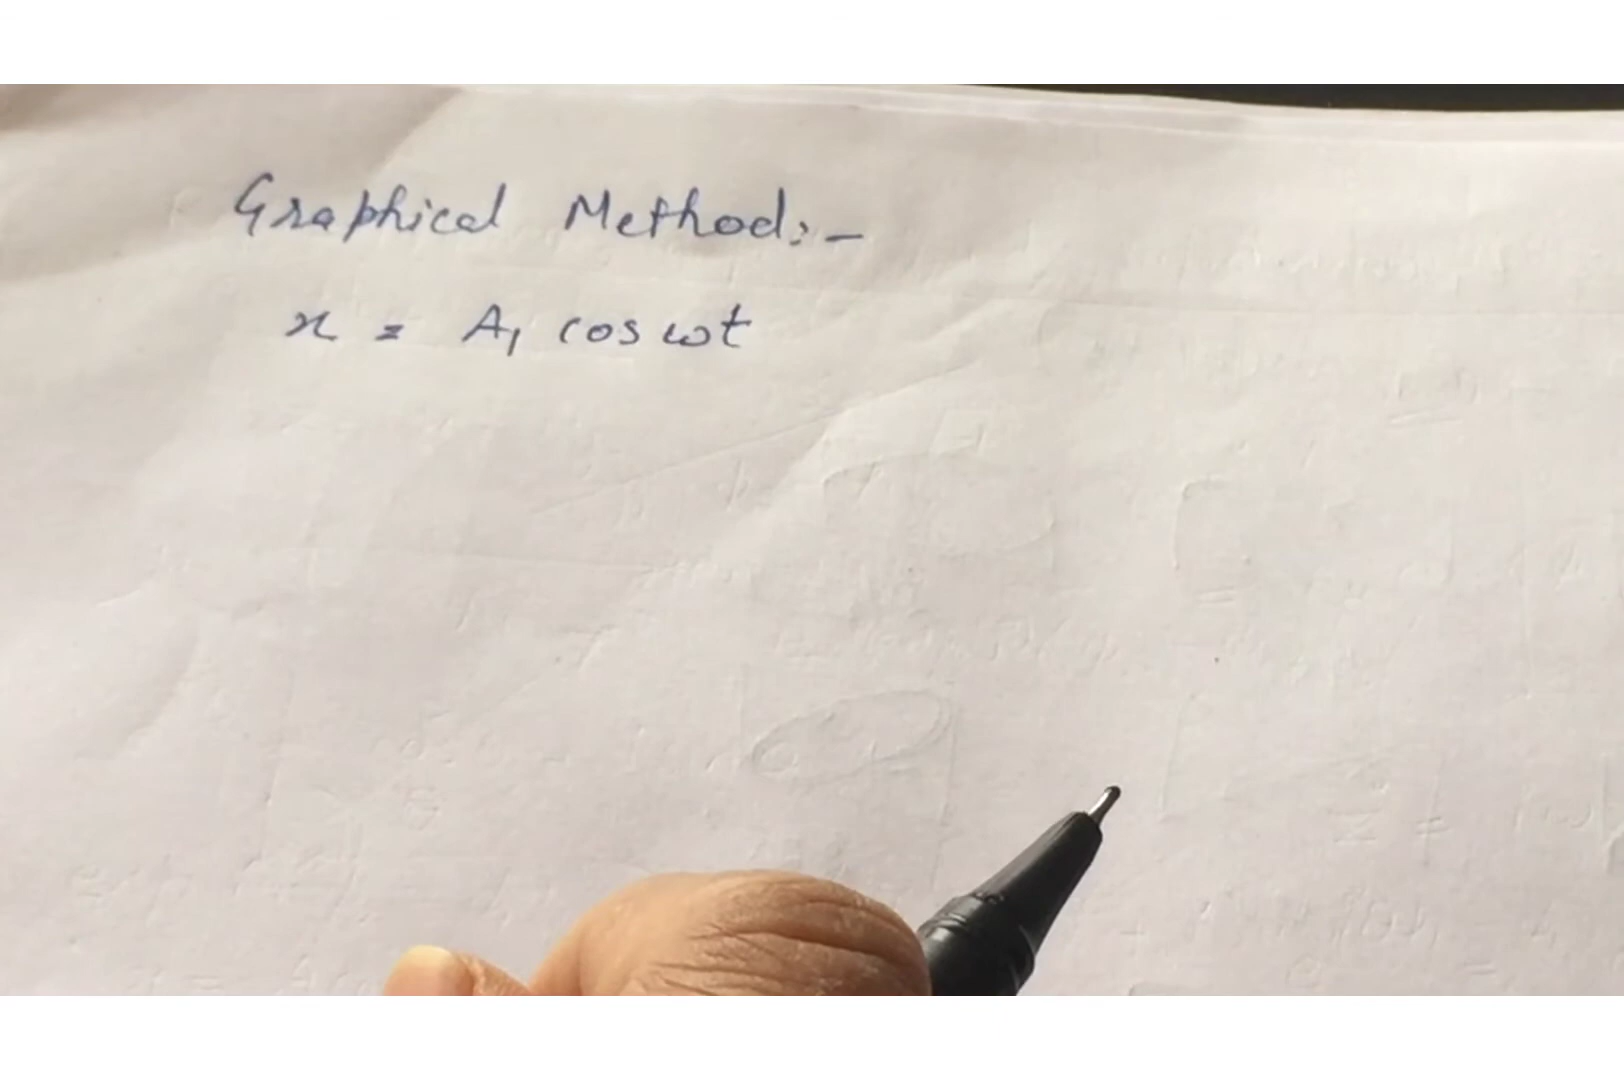 Graphical Method:-
x = A₁ cos ωt